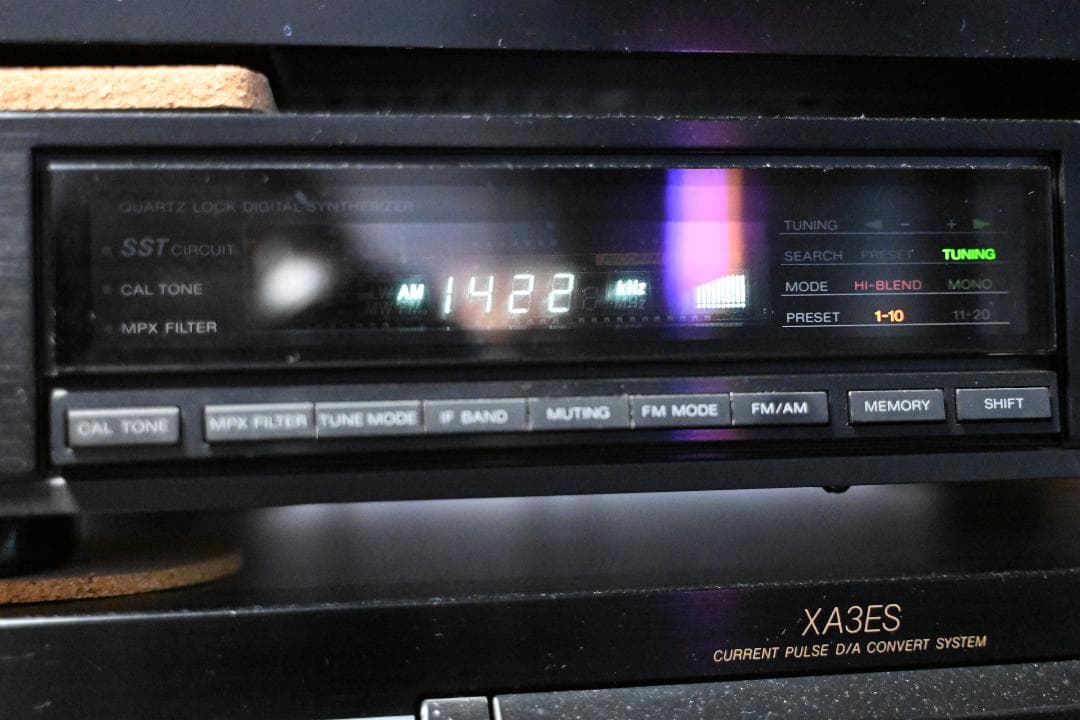 QUARTZ LOCK DIGITAL SYNTHESIZER
SST CIRCUIT
CAL TONE
MPX FILTER
AM 1422 kHz
TUNING - +
SEARCH PRESET TUNING
MODE HI-BLEND MONO
PRESET 1-10 11-20
CAL TONE MPX FILTER TUNE MODE IF BAND MUTING FM MODE FM/AM MEMORY SHIFT
XA3ES
CURRENT PULSE D/A CONVERT SYSTEM